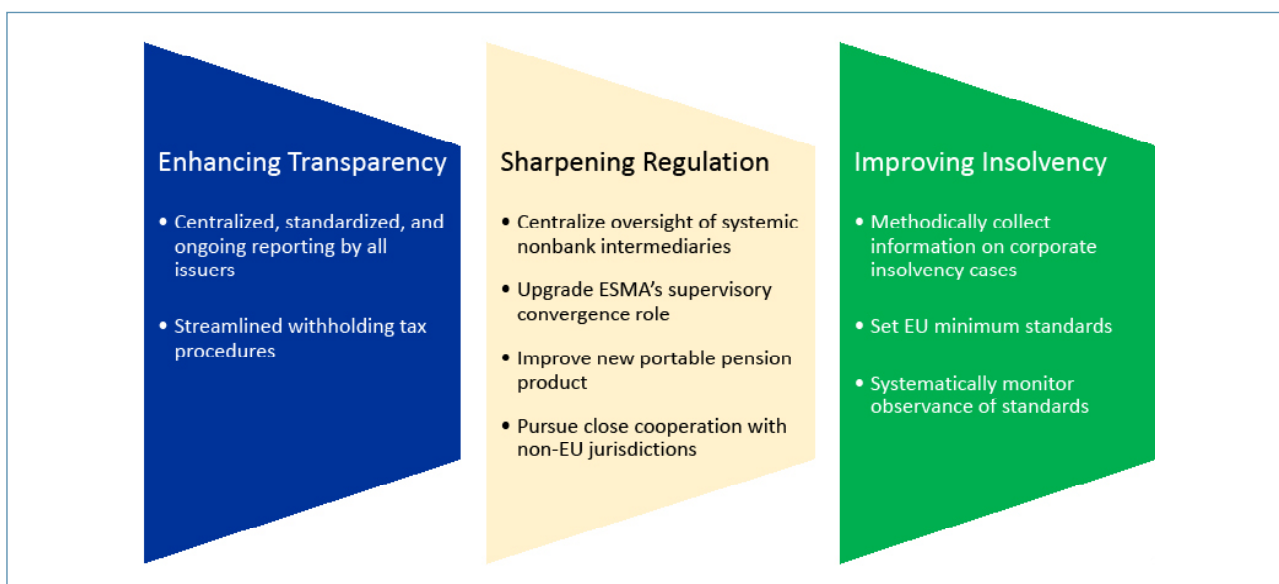 Enhancing Transparency
• Centralized, standardized, and
ongoing reporting by all
issuers
• Streamlined withholding tax
procedures
Sharpening Regulation
• Centralize oversight of systemic
nonbank intermediaries
• Upgrade ESMA’s supervisory
convergence role
• Improve new portable pension
product
• Pursue close cooperation with
non-EU jurisdictions
Improving Insolvency
• Methodically collect
information on corporate
insolvency cases
• Set EU minimum standards
• Systematically monitor
observance of standards